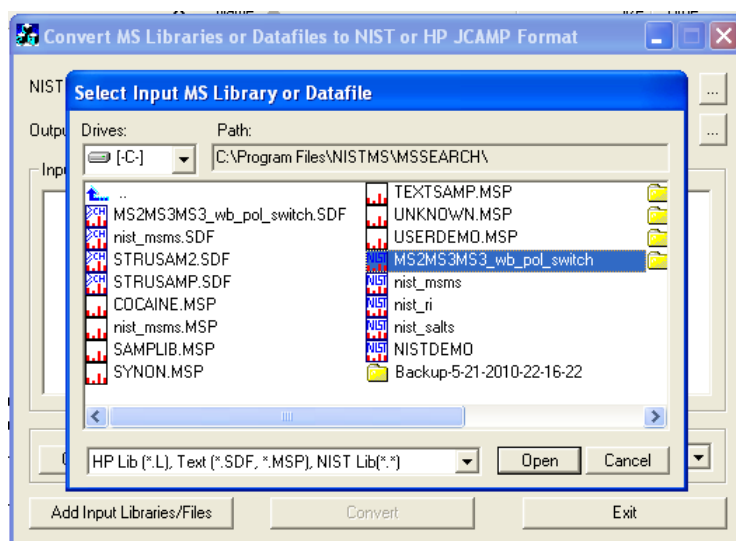 Convert MS Libraries or Datafiles to NIST or HP JCAMP Format
NIST
...
Select Input MS Library or Datafile
Outpu
...
Drives:
Path:
[-C-]
C:\Program Files\NISTMS\MSSEARCH\
Inp
..
MS2MS3MS3_wb_pol_switch.SDF
nist_msms.SDF
STRUSAM2.SDF
STRUSAMP.SDF
COCAINE.MSP
nist_msms.MSP
SAMPLIB.MSP
SYNON.MSP
TEXTSAMP.MSP
UNKNOWN.MSP
USERDEMO.MSP
MS2MS3MS3_wb_pol_switch
nist_msms
nist_ri
nist_salts
NISTDEMO
Backup-5-21-2010-22-16-22
HP Lib (*.L), Text (*.SDF, *.MSP), NIST Lib(*.*)
Open
Cancel
Add Input Libraries/Files
Convert
Exit